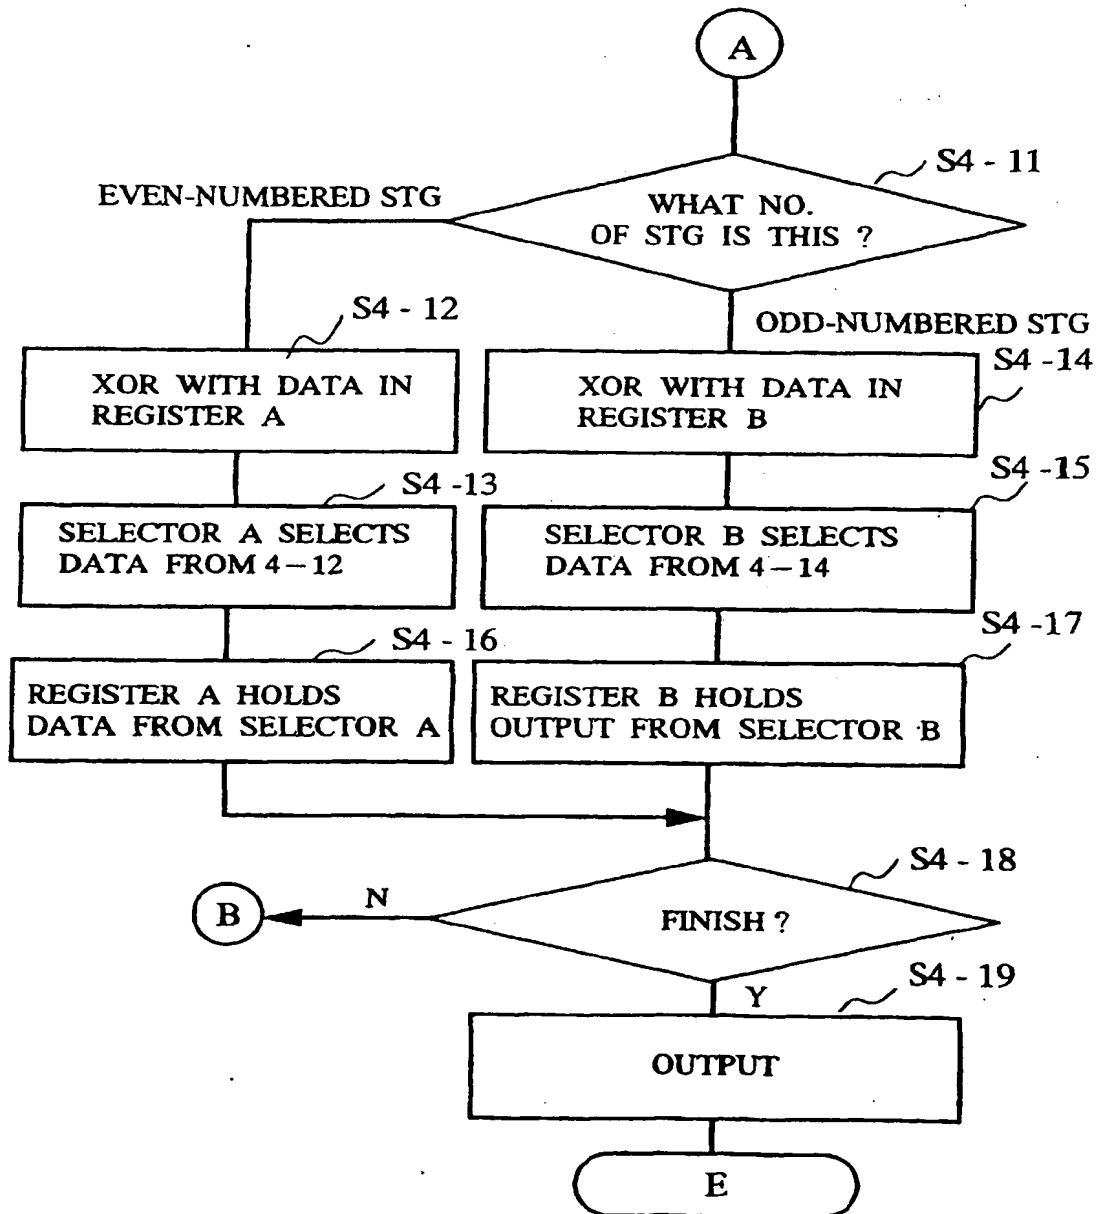 A
S4 - 11
EVEN-NUMBERED STG
WHAT NO.
OF STG IS THIS ?
S4 - 12
ODD-NUMBERED STG
S4 -14
XOR WITH DATA IN
REGISTER A
XOR WITH DATA IN
REGISTER B
S4 -13
S4 -15
SELECTOR A SELECTS
DATA FROM 4-12
SELECTOR B SELECTS
DATA FROM 4-14
S4 - 16
S4 -17
REGISTER A HOLDS
DATA FROM SELECTOR A
REGISTER B HOLDS
OUTPUT FROM SELECTOR B
S4 - 18
B
N
FINISH ?
S4 - 19
Y
OUTPUT
E